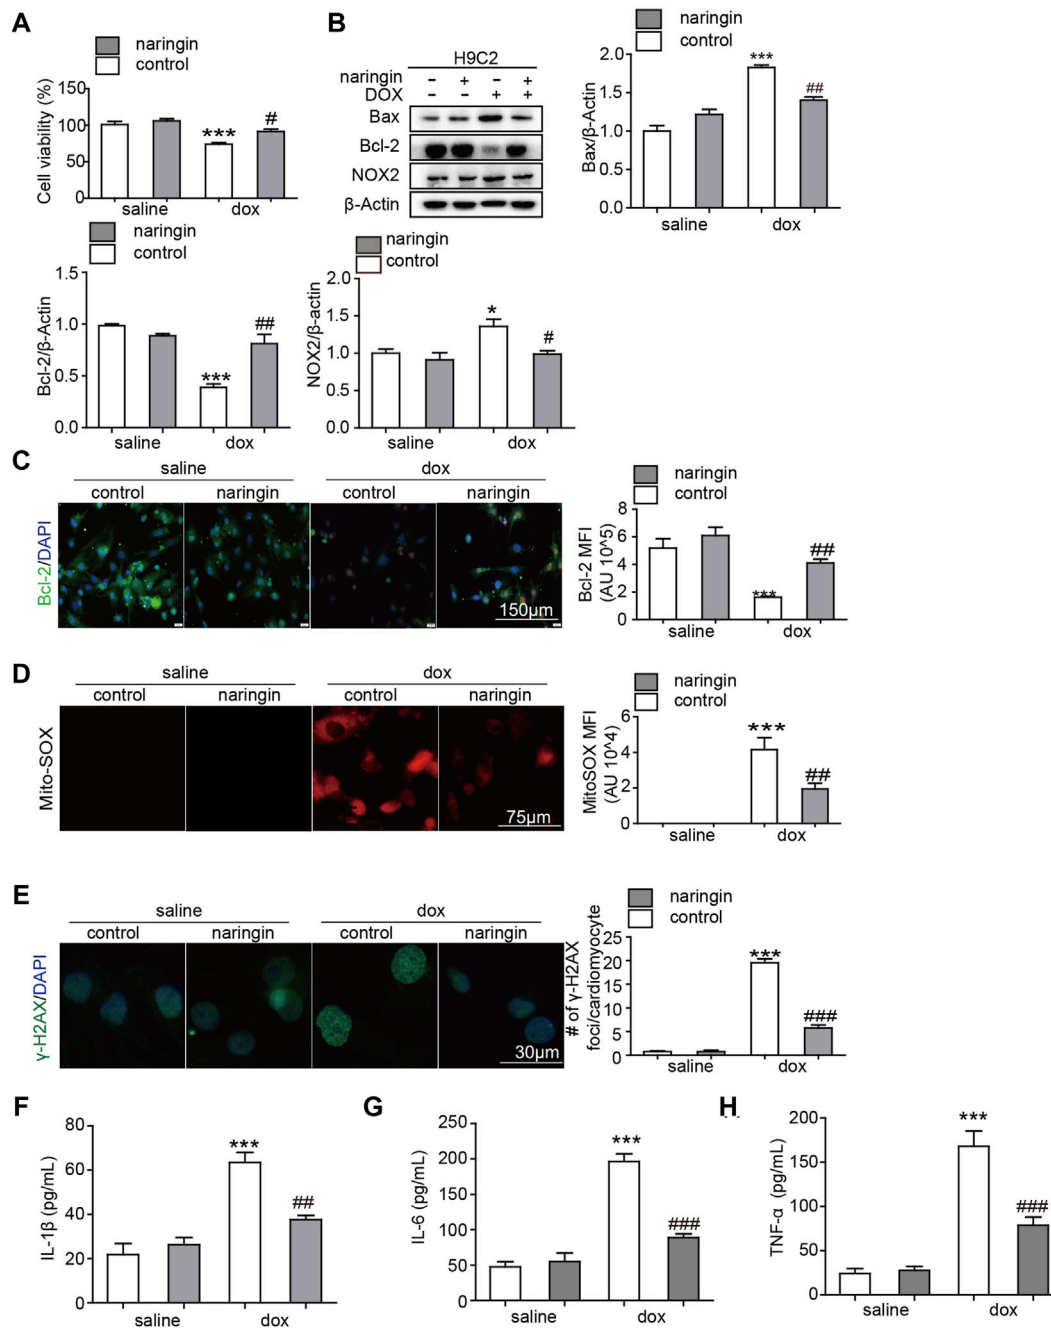 A
naringin
control
Cell viability (%)
150
100
50
0
***
#
saline dox
B
H9C2
naringin - + - +
DOX - - + +
Bax
Bcl-2
NOX2
β-Actin
naringin
control
Bax/β-Actin
2.0
1.5
1.0
0.5
0.0
***
##
saline dox
naringin
control
Bcl-2/β-Actin
1.5
1.0
0.5
0.0
***
##
saline dox
naringin
control
NOX2/β-actin
2.0
1.5
1.0
0.5
0.0
*
#
saline dox
C
saline dox
control naringin control naringin
Bcl-2/DAPI
150μm
naringin
control
Bcl-2 MFI
(AU 10^5)
8
6
4
2
0
***
##
saline dox
D
saline dox
control naringin control naringin
Mito-SOX
75μm
naringin
control
MitoSOX MFI
(AU 10^4)
6
4
2
0
***
##
saline dox
E
saline dox
control naringin control naringin
γ-H2AX/DAPI
30μm
naringin
control
# of γ-H2AX
foci/cardiomyocyte
25
20
15
10
5
0
***
###
saline dox
F
IL-1β (pg/mL)
80
60
40
20
0
***
##
saline dox
G
IL-6 (pg/mL)
250
200
150
100
50
0
***
###
saline dox
H
TNF-α (pg/mL)
200
150
100
50
0
***
###
saline dox